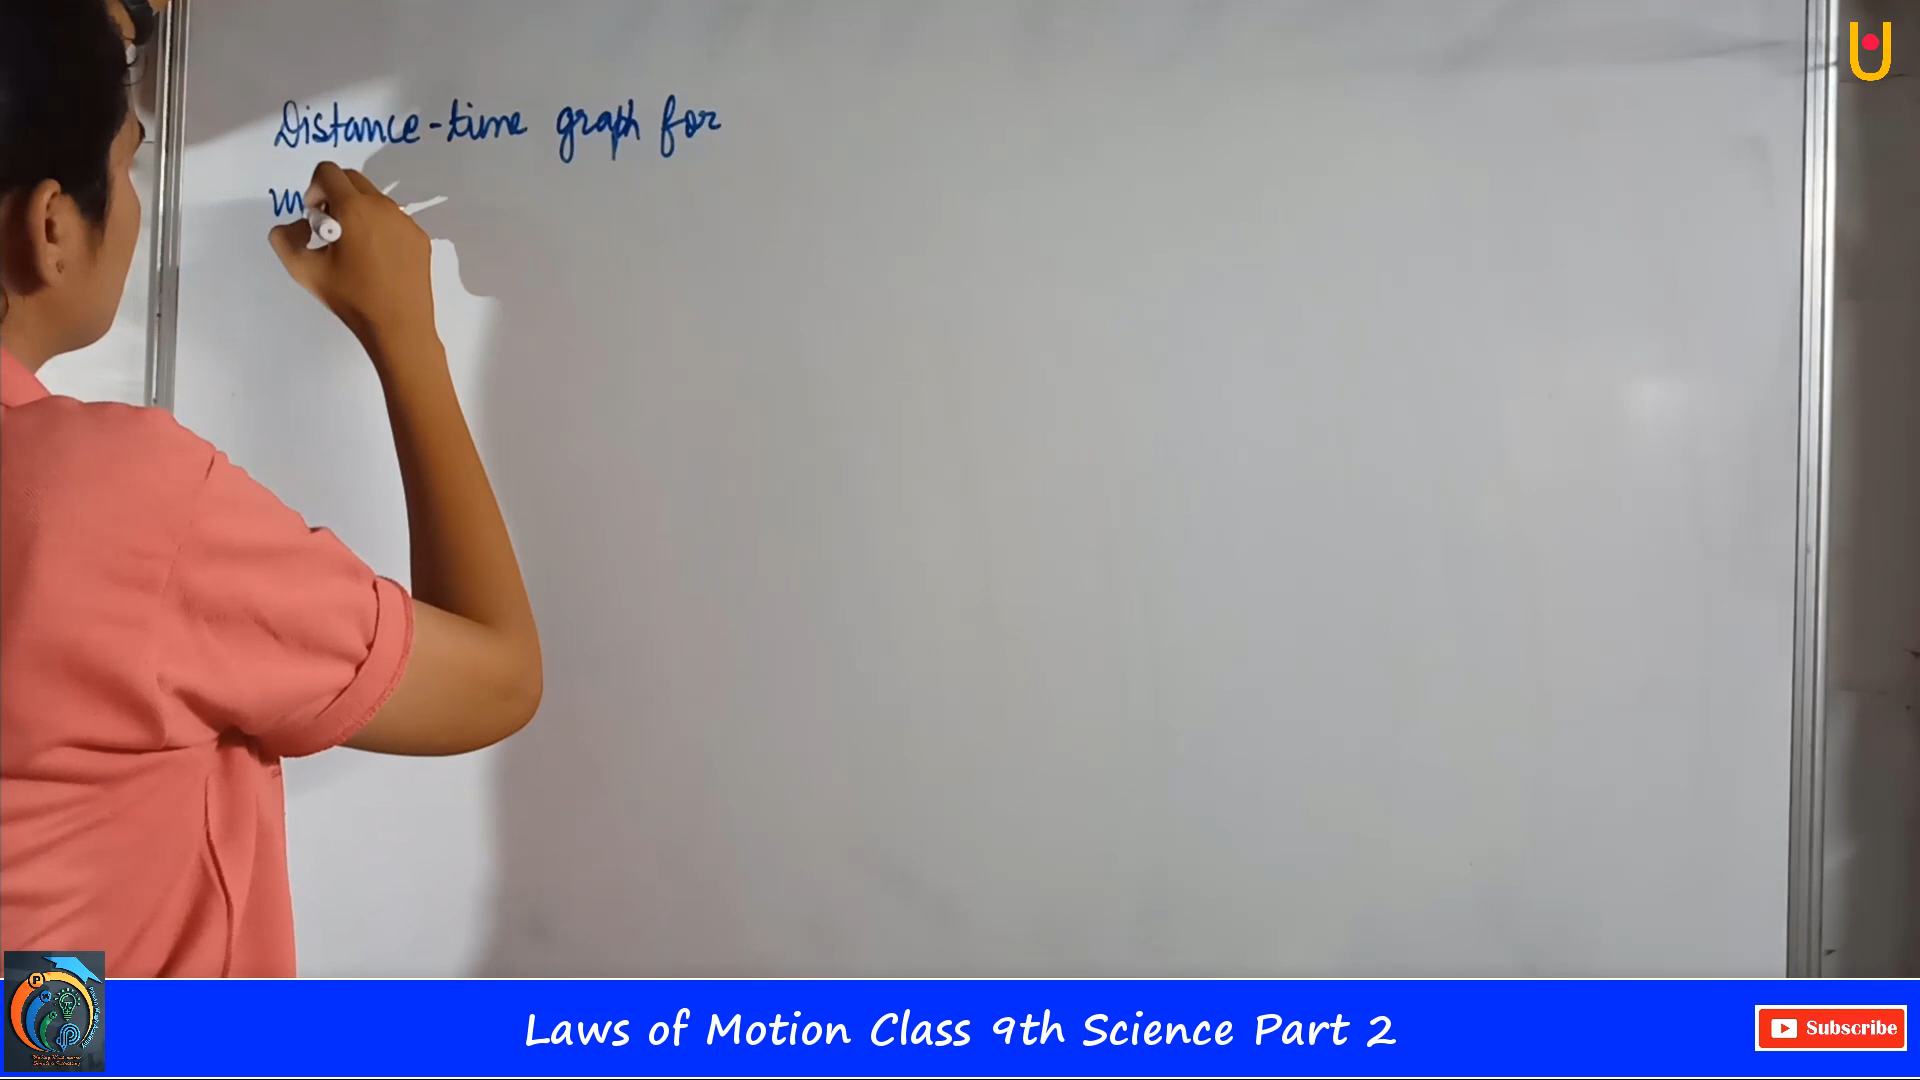 Distance-time graph for
Laws of Motion Class 9th Science Part 2
Subscribe